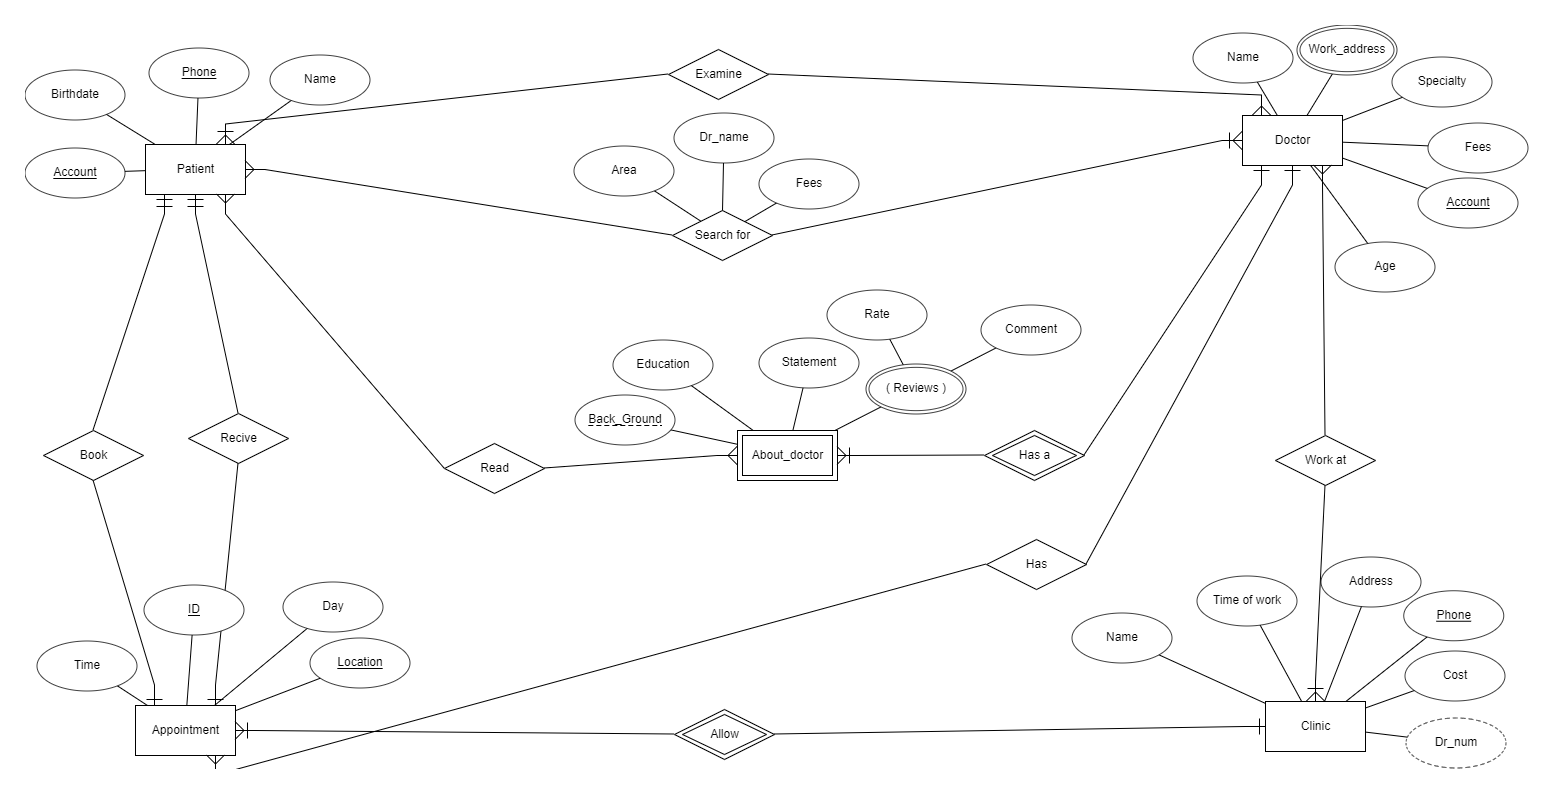 Work_address
Name
Examine
Phone
Name
Specialty
Birthdate
Dr_name
Doctor
Fees
Patient
Account
Area
Fees
Account
Search for
Age
Rate
Comment
Education
Statement
( Reviews )
Back_Ground
Recive
Book
About_doctor
Has a
Work at
Read
Has
Address
Time of work
ID
Day
Phone
Name
Time
Location
Cost
Appointment
Allow
Clinic
Dr_num